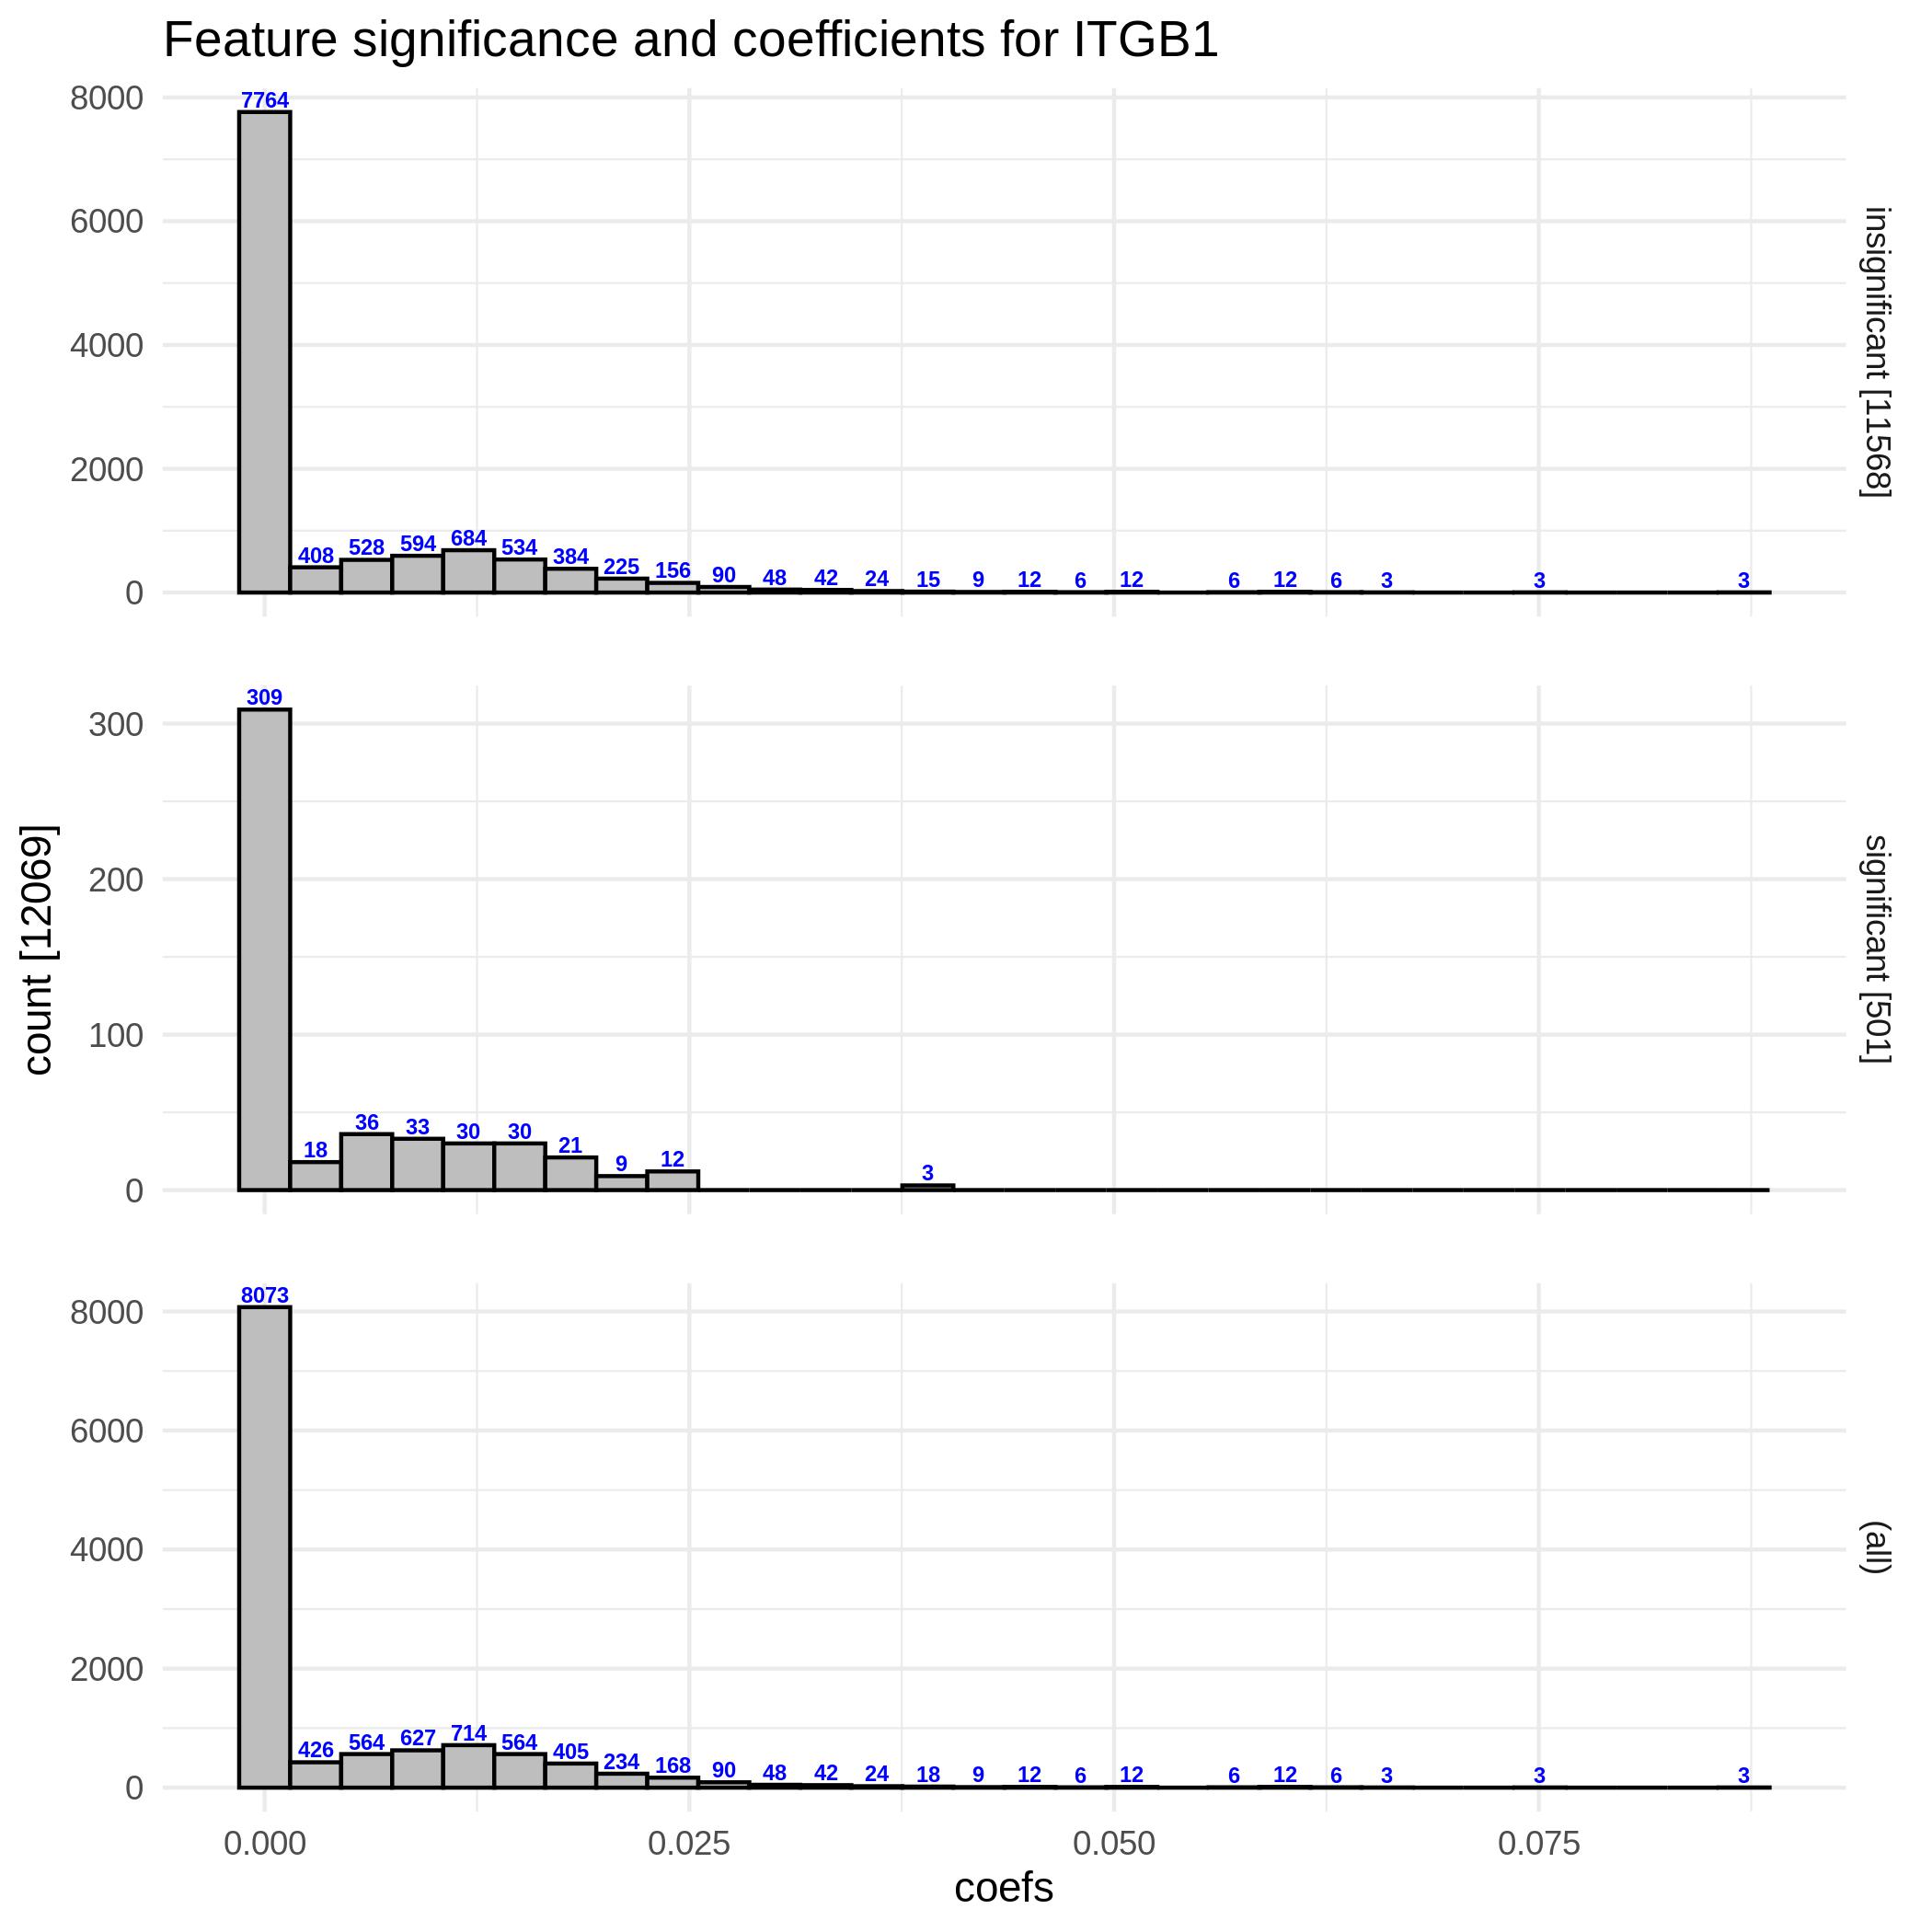 Feature significance and coefficients for ITGB1
8000
6000
4000
2000
0
7764
408 528 594 684 534 384 225 156 90 48 42 24 15 9 12 6 12 6 12 6 3 3 3
insignificant [11568]
count [12069]
300
200
100
0
309
18 36 33 30 30 21 9 12 3
significant [501]
8000
6000
4000
2000
0
8073
426 564 627 714 564 405 234 168 90 48 42 24 18 9 12 6 12 6 12 6 3 3 3
(all)
0.000 0.025 0.050 0.075
coefs